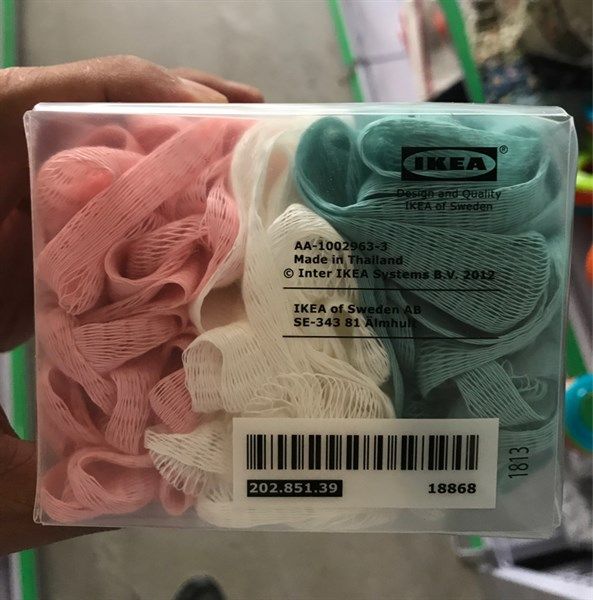 IKEA®
Design and Quality
IKEA of Sweden
AA-1002963-3
Made in Thailand
© Inter IKEA Systems B.V. 2012
IKEA of Sweden AB
SE-343 81 Älmhult
202.851.39
18868
1813